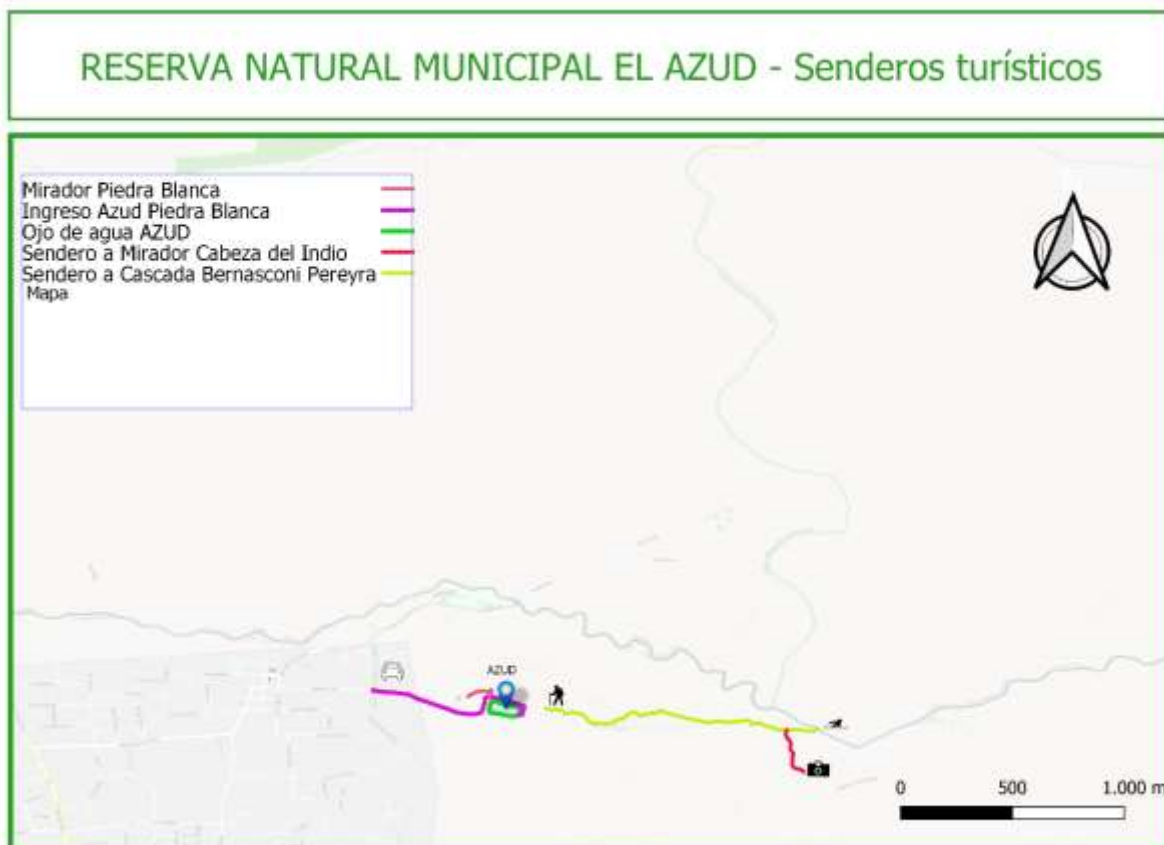 RESERVA NATURAL MUNICIPAL EL AZUD - Senderos turísticos
Mirador Piedra Blanca
Ingreso Azud Piedra Blanca
Ojo de agua AZUD
Sendero a Mirador Cabeza del Indio
Sendero a Cascada Bernasconi Pereyra
Mapa
AZUD
0 500 1.000 m